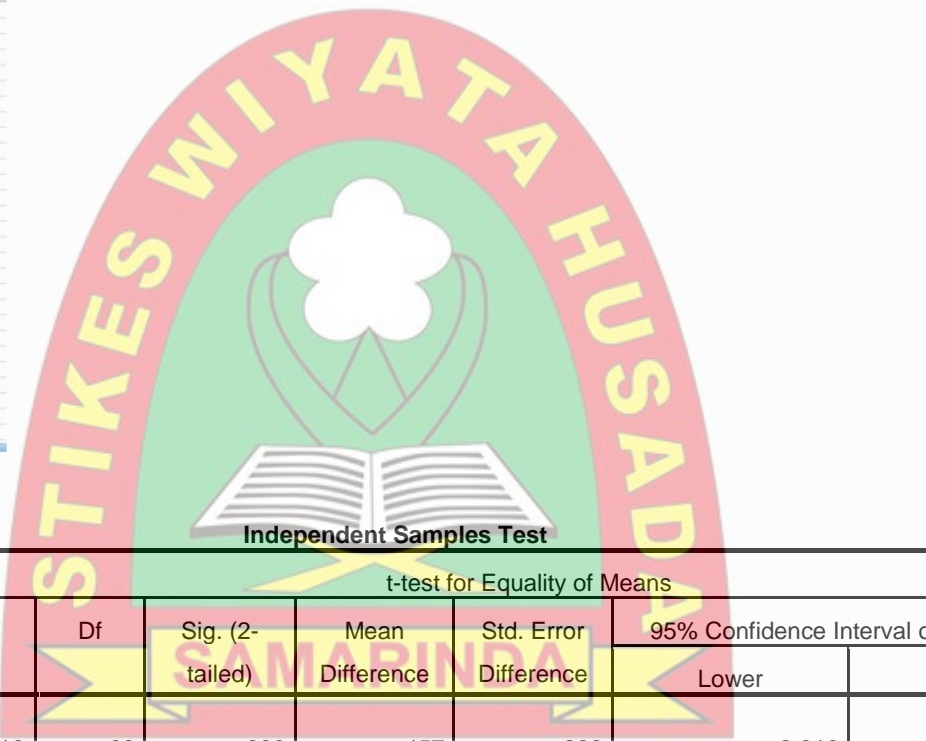 STIKES WIYATA HUSADA
SAMARINDA
Independent Samples Test
t-test for Equality of Means
Df Sig. (2-tailed) Mean Difference Std. Error Difference 95% Confidence Interval
Lower